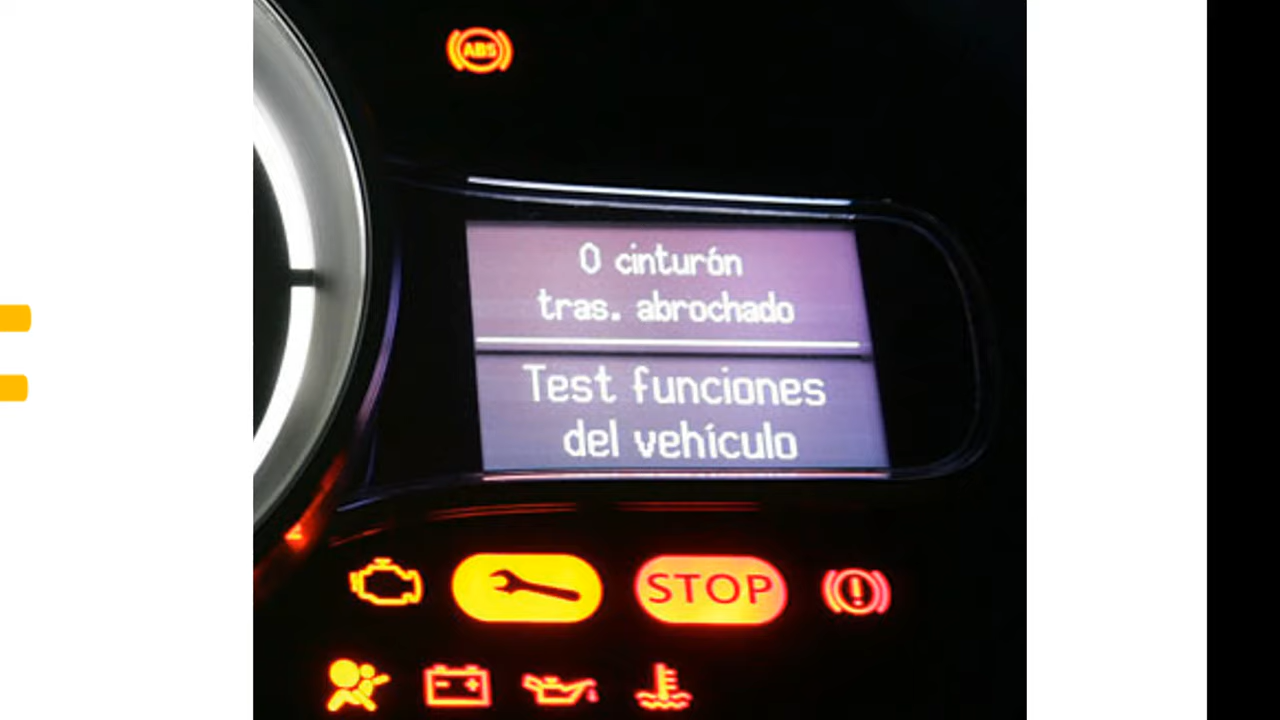 ABS
0 cinturón
tras. abrochado
Test funciones
del vehículo
STOP